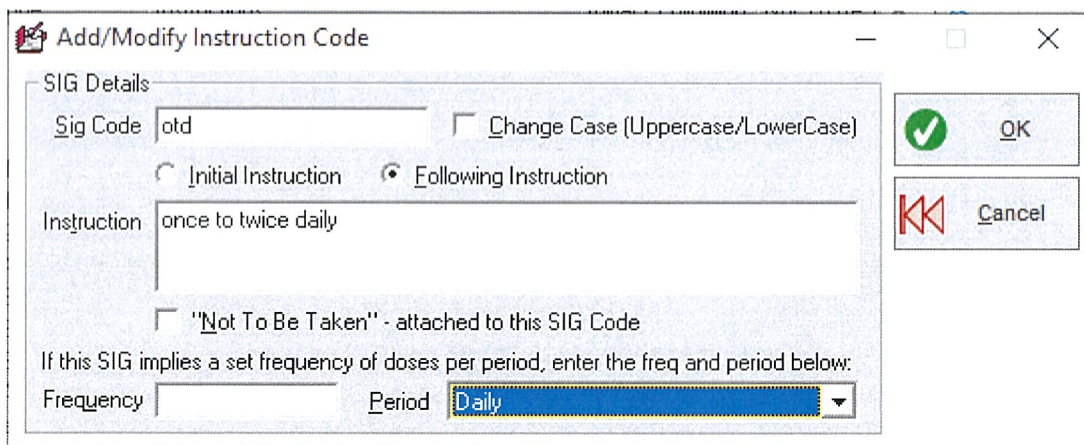 Add/Modify Instruction Code
SIG Details
Sig Code otd Change Case (Uppercase/LowerCase)
OK
Initial Instruction Following Instruction
Instruction once to twice daily
Cancel
"Not To Be Taken" - attached to this SIG Code
If this SIG implies a set frequency of doses per period, enter the freq and period below:
Frequency Period Daily